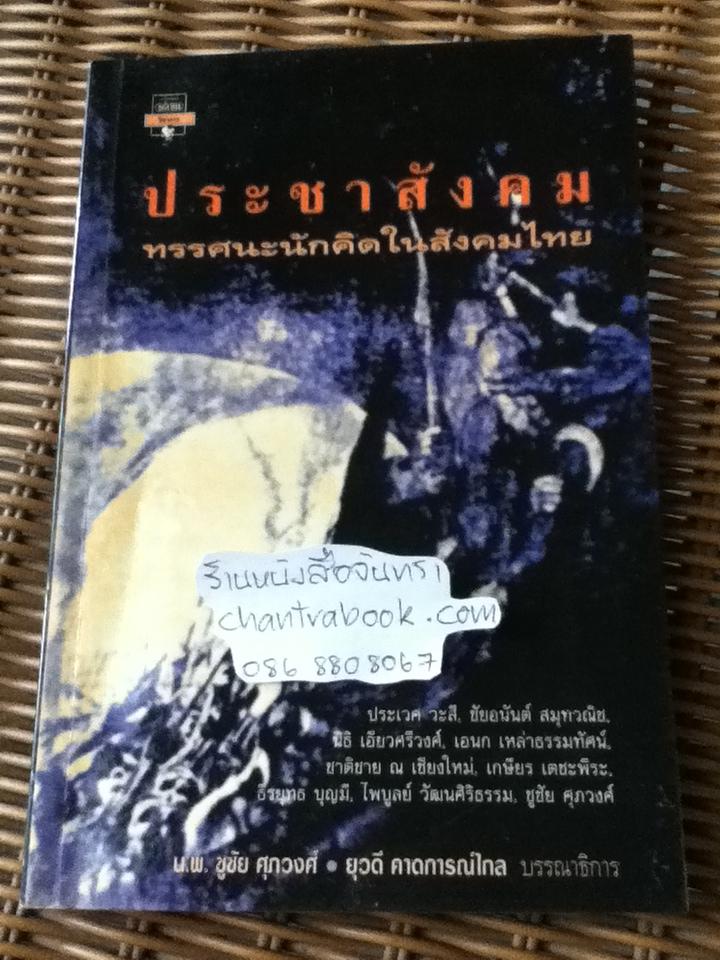 มติชน
ประชาสังคม
ทรรศนะนักคิดในสังคมไทย
ร้านหนังสือจันทรา
chantrabook.com
086 8808067
ประเวศ วะสี, ชัยอนันต์ สมุทวณิช,
นิธิ เอียวศรีวงศ์, เอนก เหล่าธรรมทัศน์,
ชาติชาย ณ เชียงใหม่, เกษียร เตชะพีระ,
ธีรยุทธ บุญมี, ไพบูลย์ วัฒนศิริธรรม, ชูชัย ศุภวงศ์
น.พ. ชูชัย ศุภวงศ์ • ยุวดี คาดการณ์ไกล บรรณาธิการ